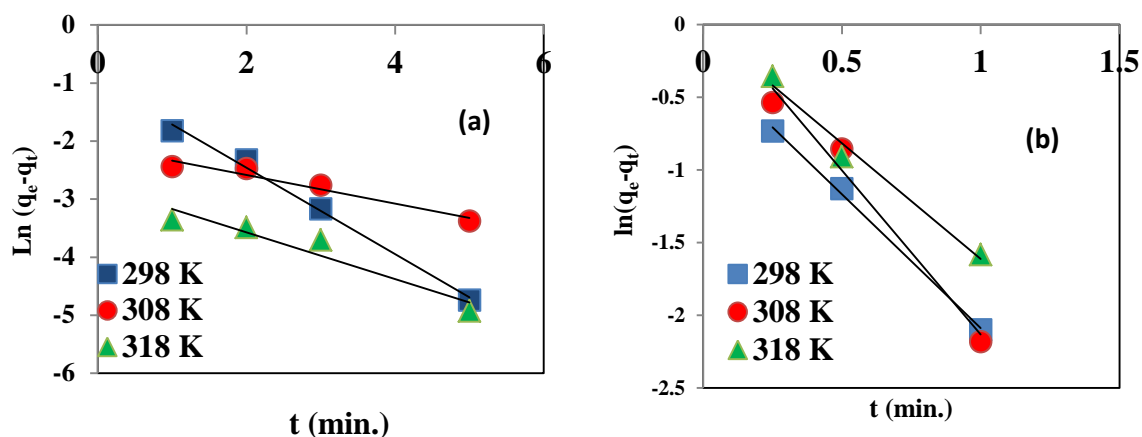 0
0 2 4 6
-1
-2
-3
-4
-5
-6
(a)
Ln (qe-qt)
298 K
308 K
318 K
t (min.)
0
0 0.5 1 1.5
-0.5
-1
-1.5
-2
-2.5
(b)
ln(qe-qt)
298 K
308 K
318 K
t (min.)